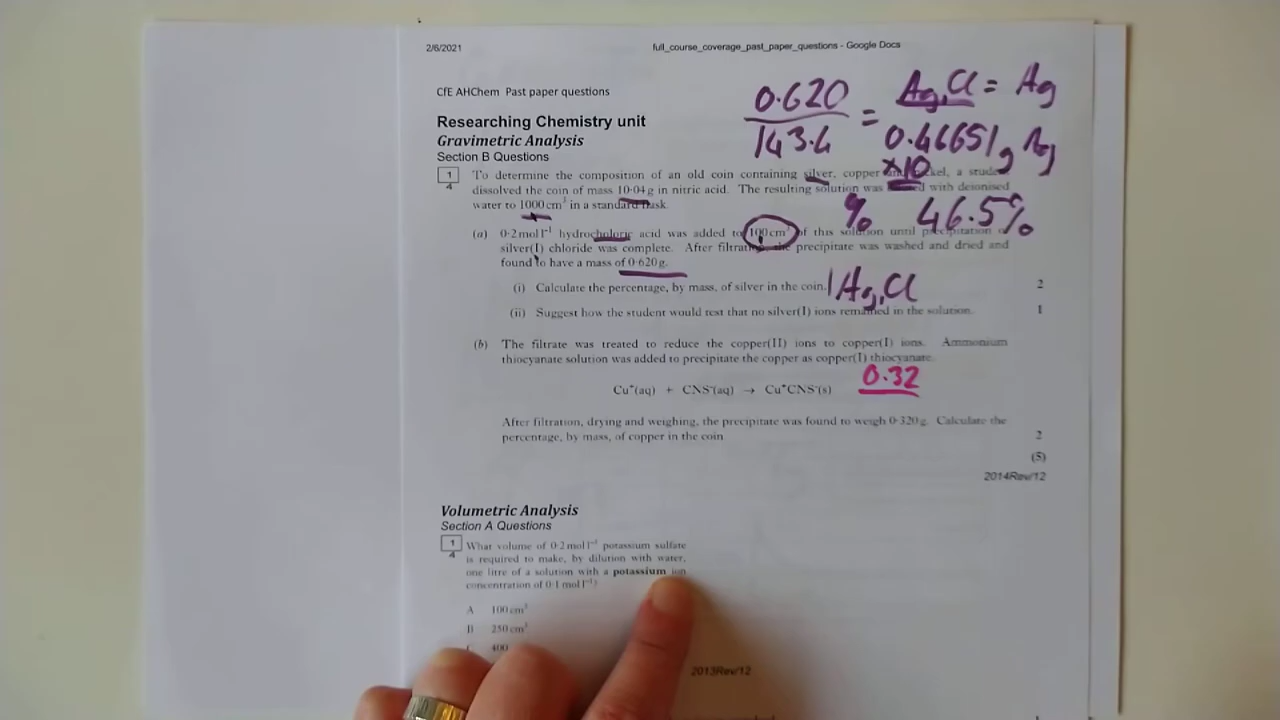 2/6/2021 full_course_coverage_past_paper_questions - Google Docs
CfE AHChem Past paper questions
0.620 / 143.4 = AgCl = Ag
0.46651g Ag
×10
% 46.5%
Researching Chemistry unit
Gravimetric Analysis
Section B Questions
1
4
To determine the composition of an old coin containing silver, copper
dissolved the coin of mass 10·04 g in nitric acid. The resulting solution was with deionised
water to 1000 cm³ in a standard flask.
(a) 0·2 mol l⁻¹ hydrochloric acid was added to 100 cm³ of this solution until precipitation
silver(I) chloride was complete. After filtration, the precipitate was washed and dried and
found to have a mass of 0·620 g.
(i) Calculate the percentage, by mass, of silver in the coin. 2
1 AgCl
(ii) Suggest how the student would test that no silver(I) ions remained in the solution. 1
(b) The filtrate was treated to reduce the copper(II) ions to copper(I) ions. Ammonium
thiocyanate solution was added to precipitate the copper as copper(I) thiocyanate.
0.32
Cu⁺(aq) + CNS⁻(aq) → Cu⁺CNS⁻(s)
After filtration, drying and weighing, the precipitate was found to weigh 0·320 g. Calculate the
percentage, by mass, of copper in the coin 2
(5)
2014Rev/12
Volumetric Analysis
Section A Questions
1
4
What volume of 0·2 mol l⁻¹ potassium sulfate
is required to make, by dilution with water,
one litre of a solution with a potassium ion
concentration of 0·1 mol l⁻¹?
A 100 cm³
B 250 cm³
400
2013Rev/12